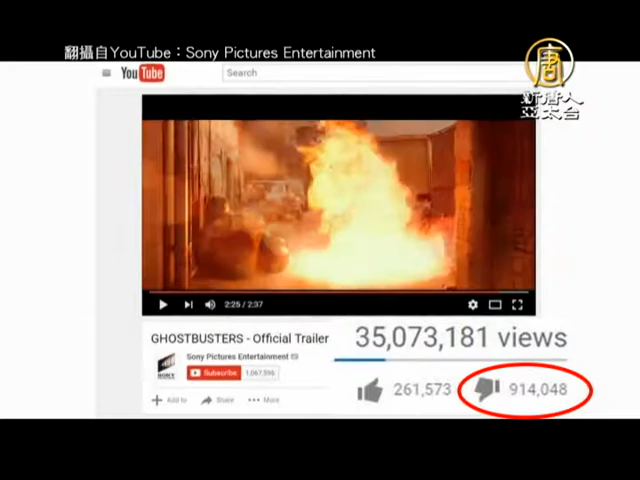 翻攝自YouTube：Sony Pictures Entertainment
新唐人
亞太台
唐
YouTube
Search
2:25 / 2:37
GHOSTBUSTERS - Official Trailer
35,073,181 views
Sony Pictures Entertainment
SONY
Subscribe 1,067,596
261,573
914,048
Add to Share More